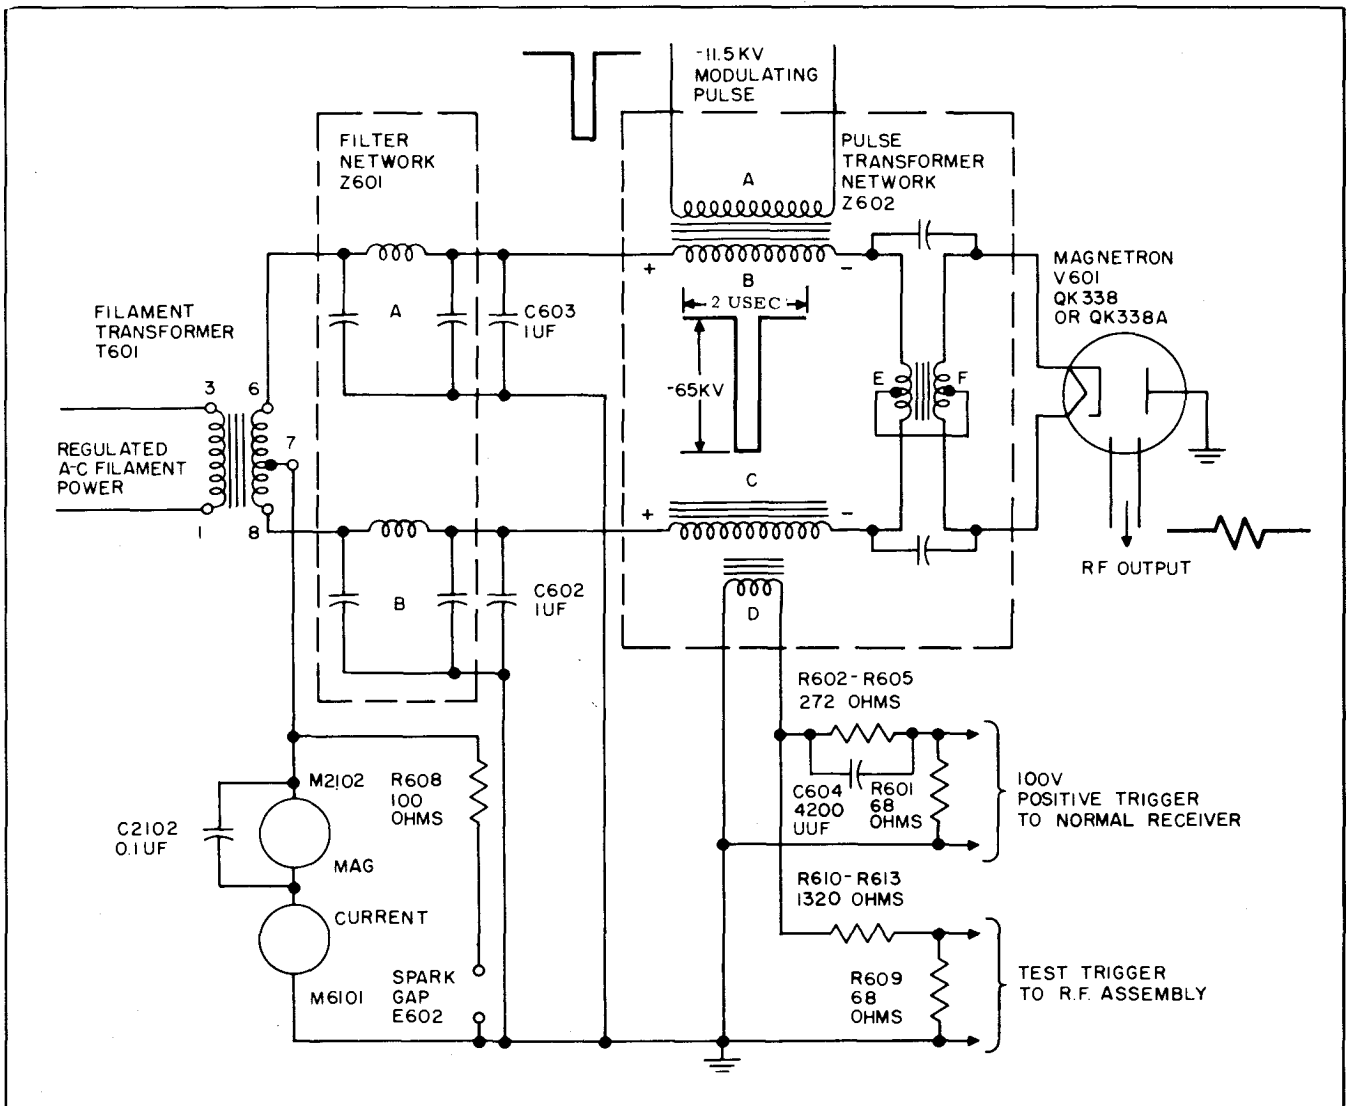 -11.5KV
MODULATING
PULSE
FILTER
NETWORK
Z601
PULSE
TRANSFORMER
NETWORK
Z602
A
B
+
-
2 USEC
-65KV
A
C603
1UF
FILAMENT
TRANSFORMER
T601
3
6
7
1
8
REGULATED
A-C FILAMENT
POWER
MAGNETRON
V601
QK338
OR QK338A
E
F
C
+
-
D
B
C602
1UF
RF OUTPUT
R602-R605
272 OHMS
C604
4200
UUF
R601
68
OHMS
100V
POSITIVE TRIGGER
TO NORMAL RECEIVER
M2102
R608
100
OHMS
C2102
0.1UF
MAG
CURRENT
M6101
SPARK
GAP
E602
R610-R613
1320 OHMS
R609
68
OHMS
TEST TRIGGER
TO R.F. ASSEMBLY